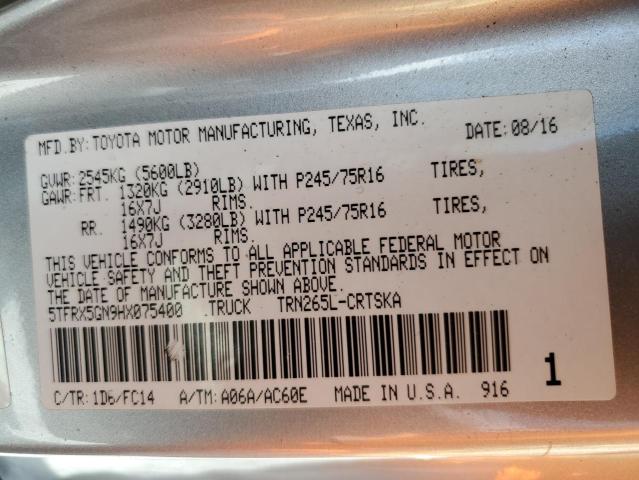 MFD.BY: TOYOTA MOTOR MANUFACTURING, TEXAS, INC. DATE: 08/16
GVWR: 2545KG (5600LB)
GAWR: FRT. 1320KG (2910LB) WITH P245/75R16 TIRES,
16X7J RIMS.
RR. 1490KG (3280LB) WITH P245/75R16 TIRES,
16X7J RIMS.
THIS VEHICLE CONFORMS TO ALL APPLICABLE FEDERAL MOTOR
VEHICLE SAFETY AND THEFT PREVENTION STANDARDS IN EFFECT ON
THE DATE OF MANUFACTURE SHOWN ABOVE.
5TFRX5GN9HX075400 TRUCK TRN265L-CRTSKA
C/TR: 1D6/FC14 A/TM: A06A/AC60E MADE IN U.S.A. 916 1